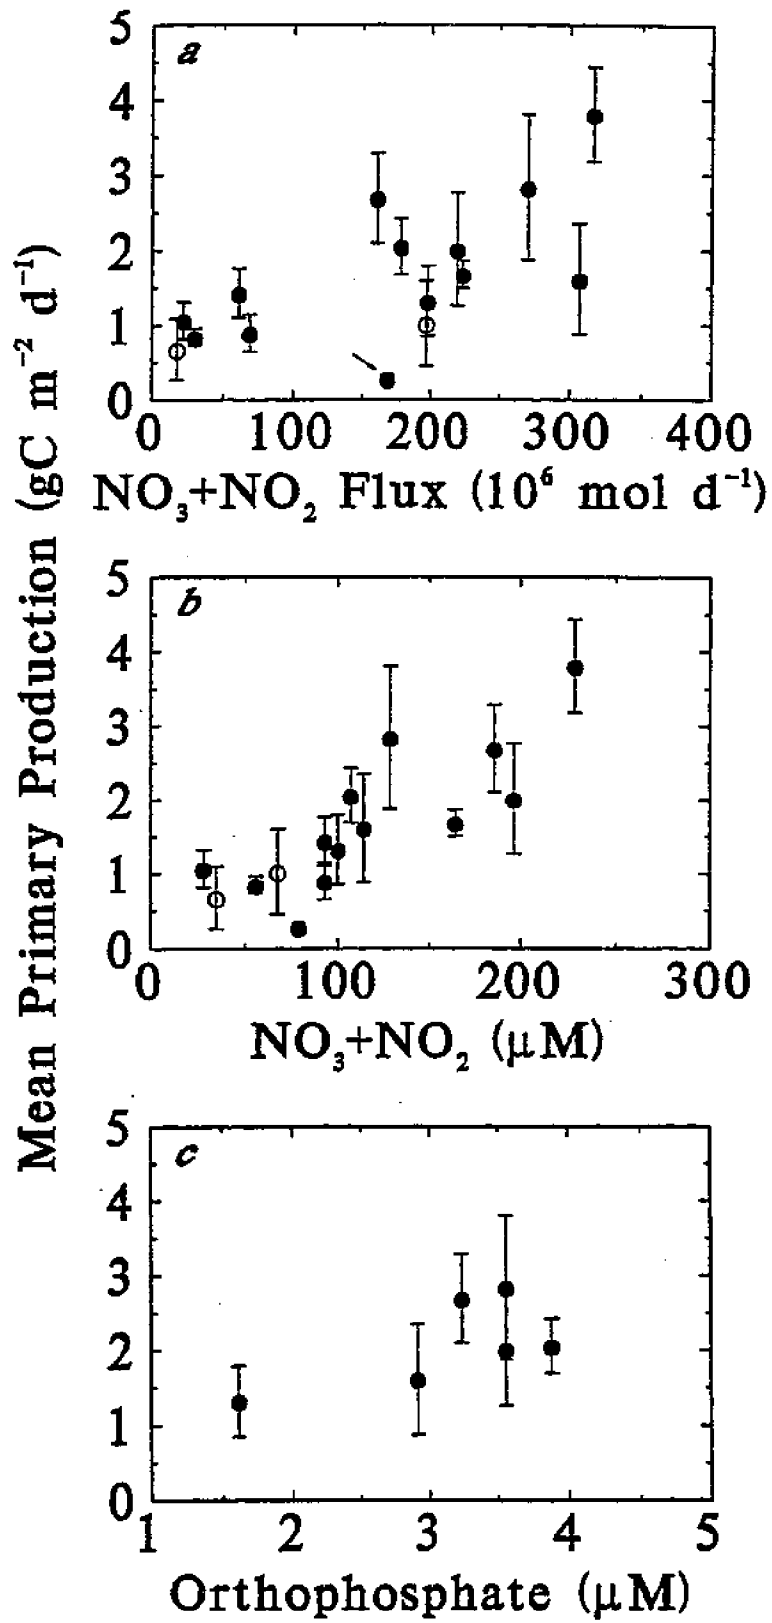 Mean Primary Production (gC m⁻² d⁻¹)
a
5
4
3
2
1
0
0 100 200 300 400
NO₃+NO₂ Flux (10⁶ mol d⁻¹)
b
5
4
3
2
1
0
0 100 200 300
NO₃+NO₂ (μM)
c
5
4
3
2
1
0
1 2 3 4 5
Orthophosphate (μM)